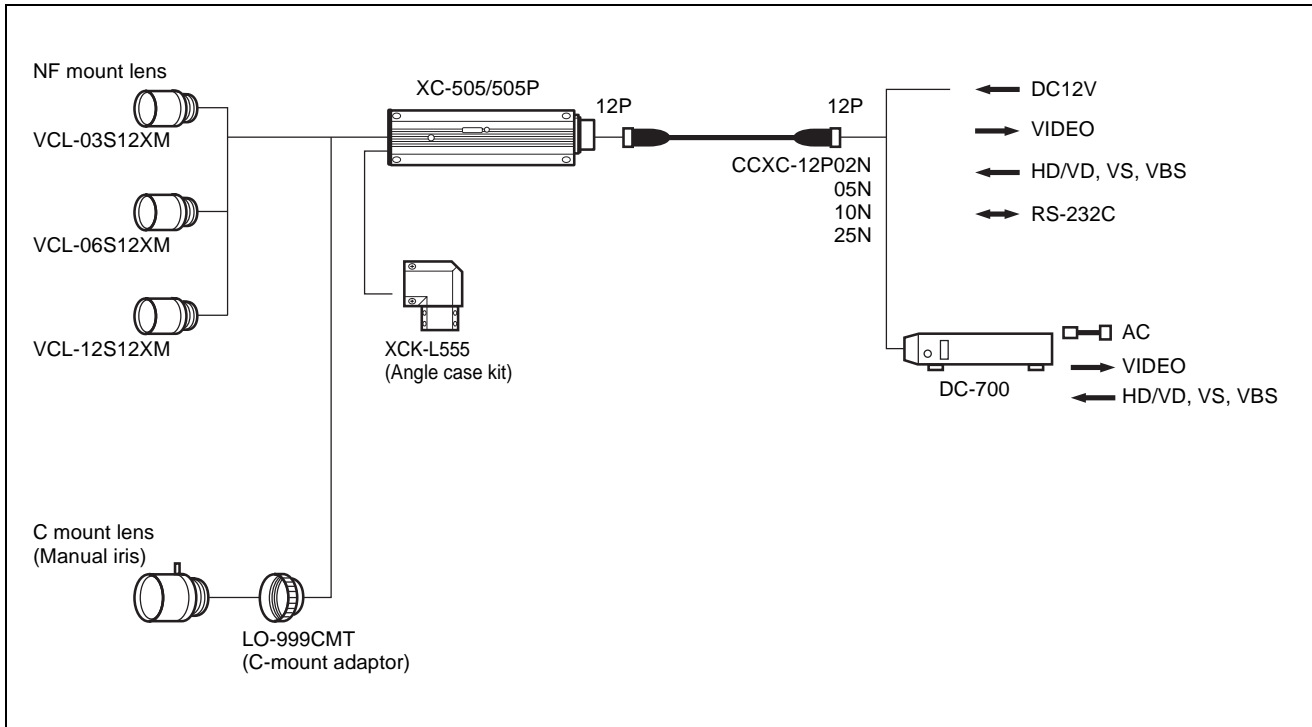 NF mount lens
VCL-03S12XM
VCL-06S12XM
VCL-12S12XM
C mount lens
(Manual iris)
LO-999CMT
(C-mount adaptor)
XC-505/505P
XCK-L555
(Angle case kit)
12P
12P
CCXC-12P02N
05N
10N
25N
DC12V
VIDEO
HD/VD, VS, VBS
RS-232C
DC-700
AC
VIDEO
HD/VD, VS, VBS